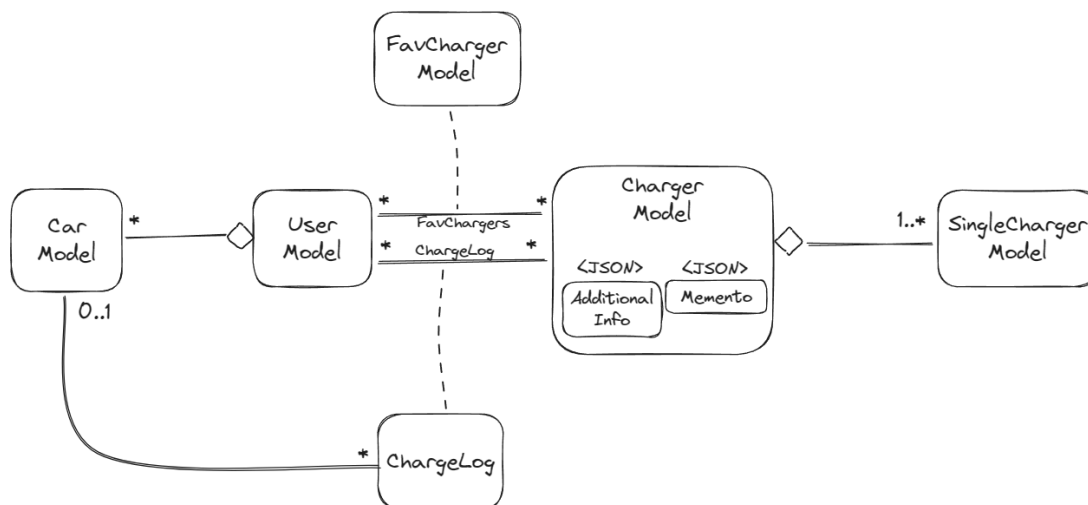 FavCharger
Model
Car
Model
*
User
Model
*
*
FavChargers
*
*
ChargeLog
Charger
Model
<JSON>
Additional
Info
<JSON>
Memento
1..*
SingleCharger
Model
0..1
*
ChargeLog